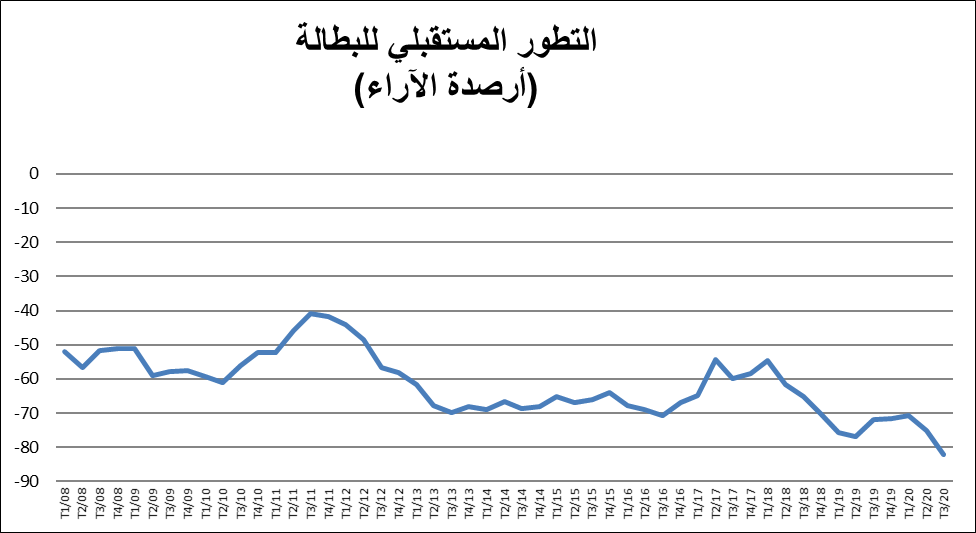 التطور المستقبلي للبطالة
(أرصدة الآراء)
0
-10
-20
-30
-40
-50
-60
-70
-80
-90
T1/08
T2/08
T3/08
T4/08
T1/09
T2/09
T3/09
T4/09
T1/10
T2/10
T3/10
T4/10
T1/11
T2/11
T3/11
T4/11
T1/12
T2/12
T3/12
T4/12
T1/13
T2/13
T3/13
T4/13
T1/14
T2/14
T3/14
T4/14
T1/15
T2/15
T3/15
T4/15
T1/16
T2/16
T3/16
T4/16
T1/17
T2/17
T3/17
T4/17
T1/18
T2/18
T3/18
T4/18
T1/19
T2/19
T3/19
T4/19
T1/20
T2/20
T3/20